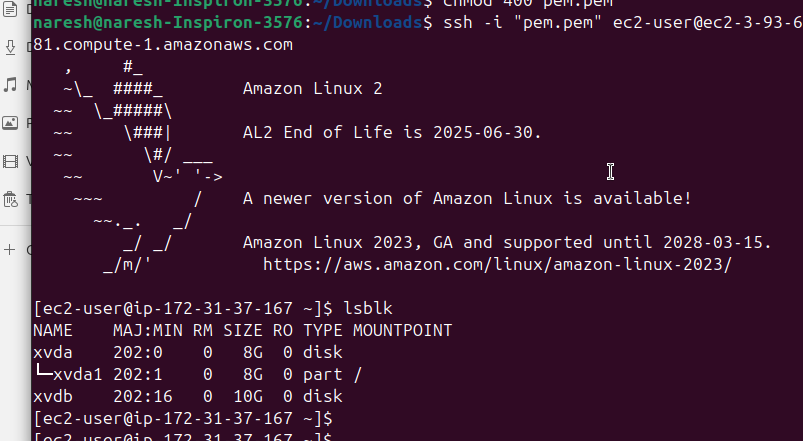 naresh@naresh-Inspiron-3576:~/Downloads$ chmod 400 pem.pem
naresh@naresh-Inspiron-3576:~/Downloads$ ssh -i "pem.pem" ec2-user@ec2-3-93-6
81.compute-1.amazonaws.com
   ,     #_
   ~\_  ####_        Amazon Linux 2
  ~~  \_#####\
  ~~     \###|       AL2 End of Life is 2025-06-30.
  ~~       \#/ ___
   ~~       V~' '->
    ~~~         /    A newer version of Amazon Linux is available!
      ~~._.   _/
         _/ _/       Amazon Linux 2023, GA and supported until 2028-03-15.
       _/m/'           https://aws.amazon.com/linux/amazon-linux-2023/
[ec2-user@ip-172-31-37-167 ~]$ lsblk
NAME    MAJ:MIN RM SIZE RO TYPE MOUNTPOINT
xvda    202:0    0   8G  0 disk
└─xvda1 202:1    0   8G  0 part /
xvdb    202:16   0  10G  0 disk
[ec2-user@ip-172-31-37-167 ~]$
[ec2-user@ip-172-31-37-167 ~]$